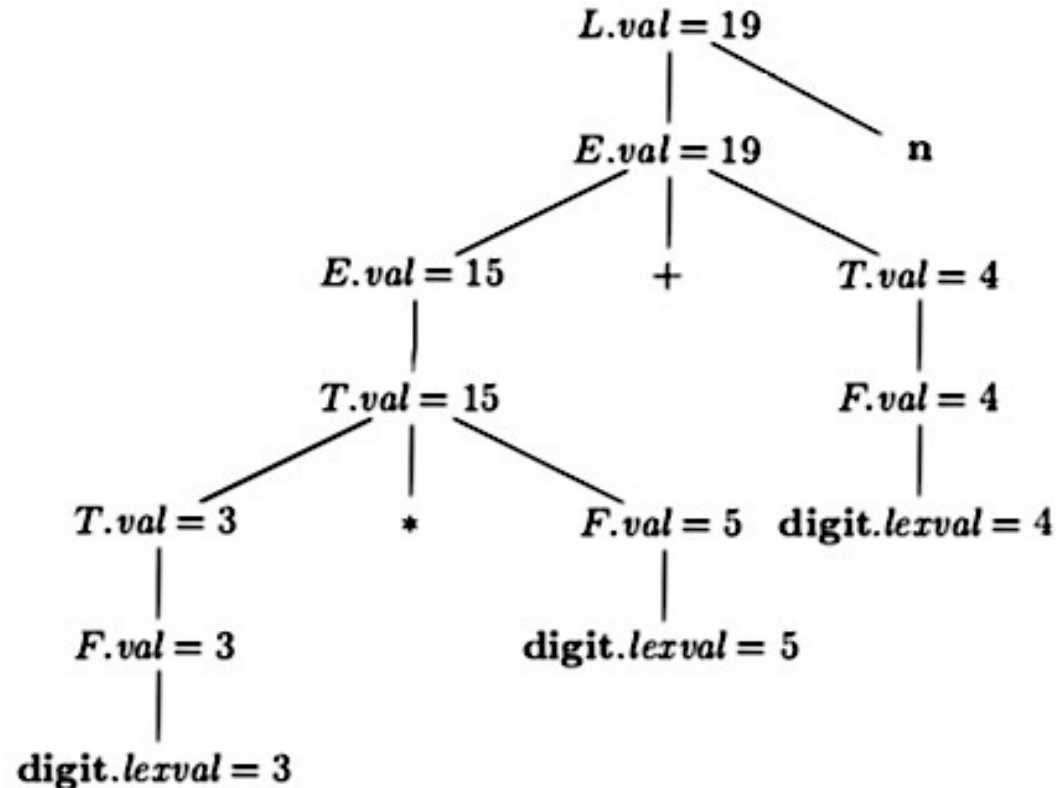 L.val = 19
E.val = 19 n
E.val = 15 + T.val = 4
T.val = 15 F.val = 4
T.val = 3 * F.val = 5 digit.lexval = 4
F.val = 3 digit.lexval = 5
digit.lexval = 3